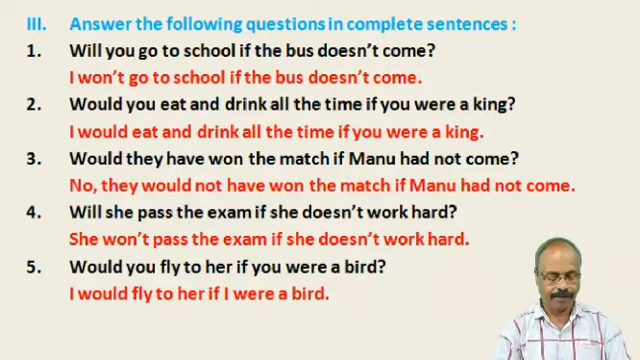 III. Answer the following questions in complete sentences :
1. Will you go to school if the bus doesn't come?
I won't go to school if the bus doesn't come.
2. Would you eat and drink all the time if you were a king?
I would eat and drink all the time if you were a king.
3. Would they have won the match if Manu had not come?
No, they would not have won the match if Manu had not come.
4. Will she pass the exam if she doesn't work hard?
She won't pass the exam if she doesn't work hard.
5. Would you fly to her if you were a bird?
I would fly to her if I were a bird.